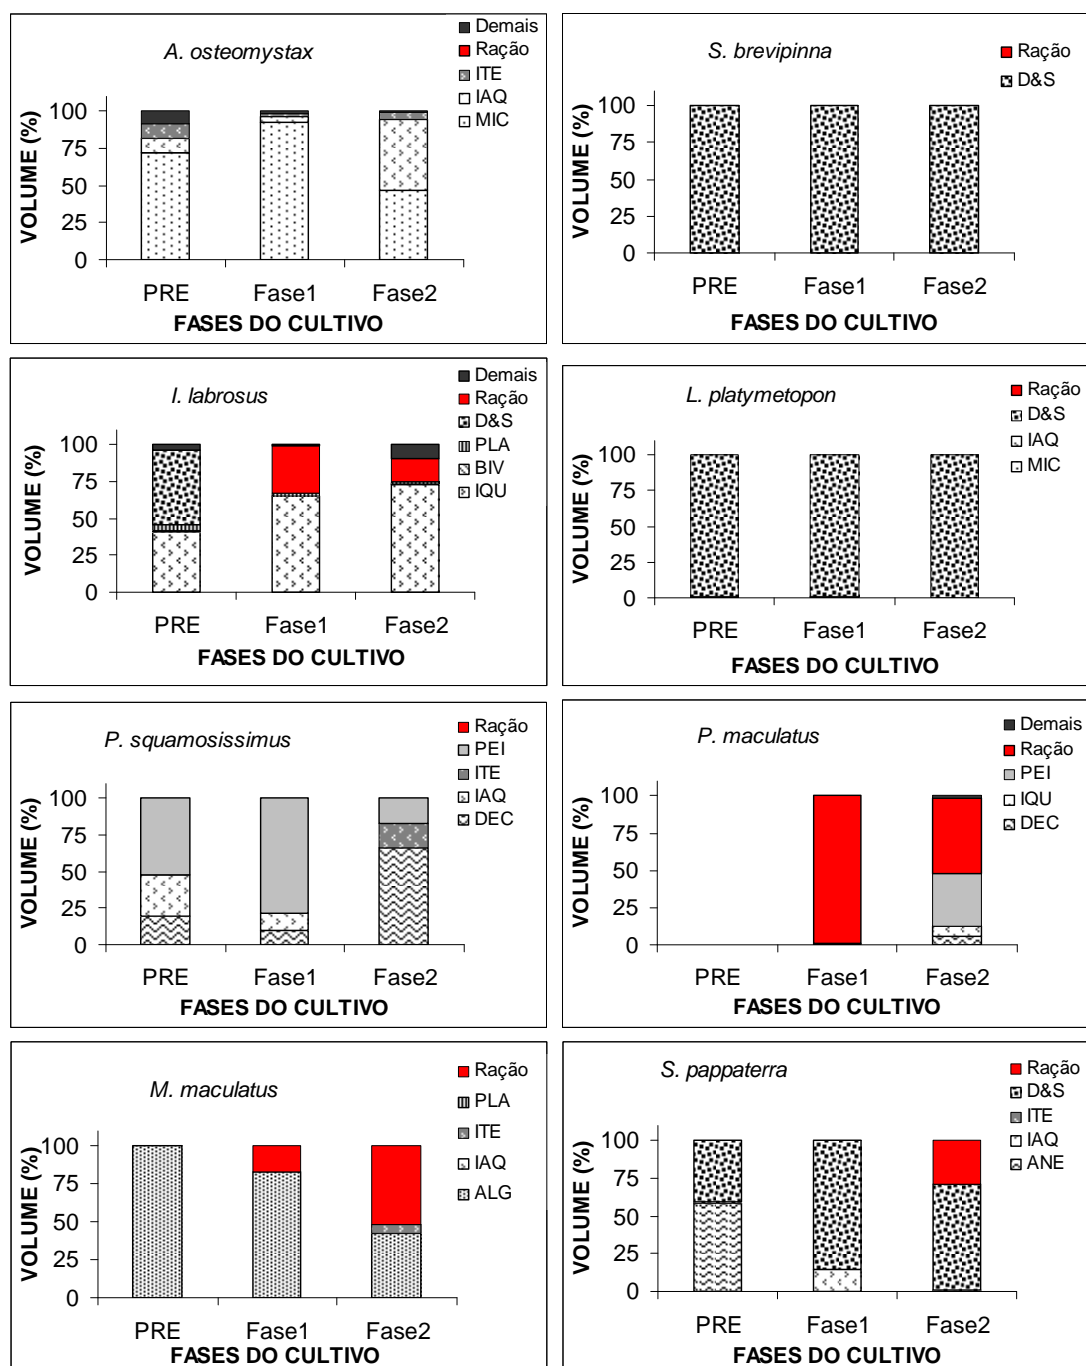 A. osteomystax
Demais
Ração
ITE
IAQ
MIC
VOLUME (%)
100
75
50
25
0
PRE Fase1 Fase2
FASES DO CULTIVO
S. brevipinna
Ração
D&S
VOLUME (%)
100
75
50
25
0
PRE Fase1 Fase2
FASES DO CULTIVO
I. labrosus
Demais
Ração
D&S
PLA
BIV
IQU
VOLUME (%)
100
75
50
25
0
PRE Fase1 Fase2
FASES DO CULTIVO
L. platymetopon
Ração
D&S
IAQ
MIC
VOLUME (%)
100
75
50
25
0
PRE Fase1 Fase2
FASES DO CULTIVO
P. squamosissimus
Ração
PEI
ITE
IAQ
DEC
VOLUME (%)
100
75
50
25
0
PRE Fase1 Fase2
FASES DO CULTIVO
P. maculatus
Demais
Ração
PEI
IQU
DEC
VOLUME (%)
100
75
50
25
0
PRE Fase1 Fase2
FASES DO CULTIVO
M. maculatus
Ração
PLA
ITE
IAQ
ALG
VOLUME (%)
100
75
50
25
0
PRE Fase1 Fase2
FASES DO CULTIVO
S. pappaterra
Ração
D&S
ITE
IAQ
ANE
VOLUME (%)
100
75
50
25
0
PRE Fase1 Fase2
FASES DO CULTIVO